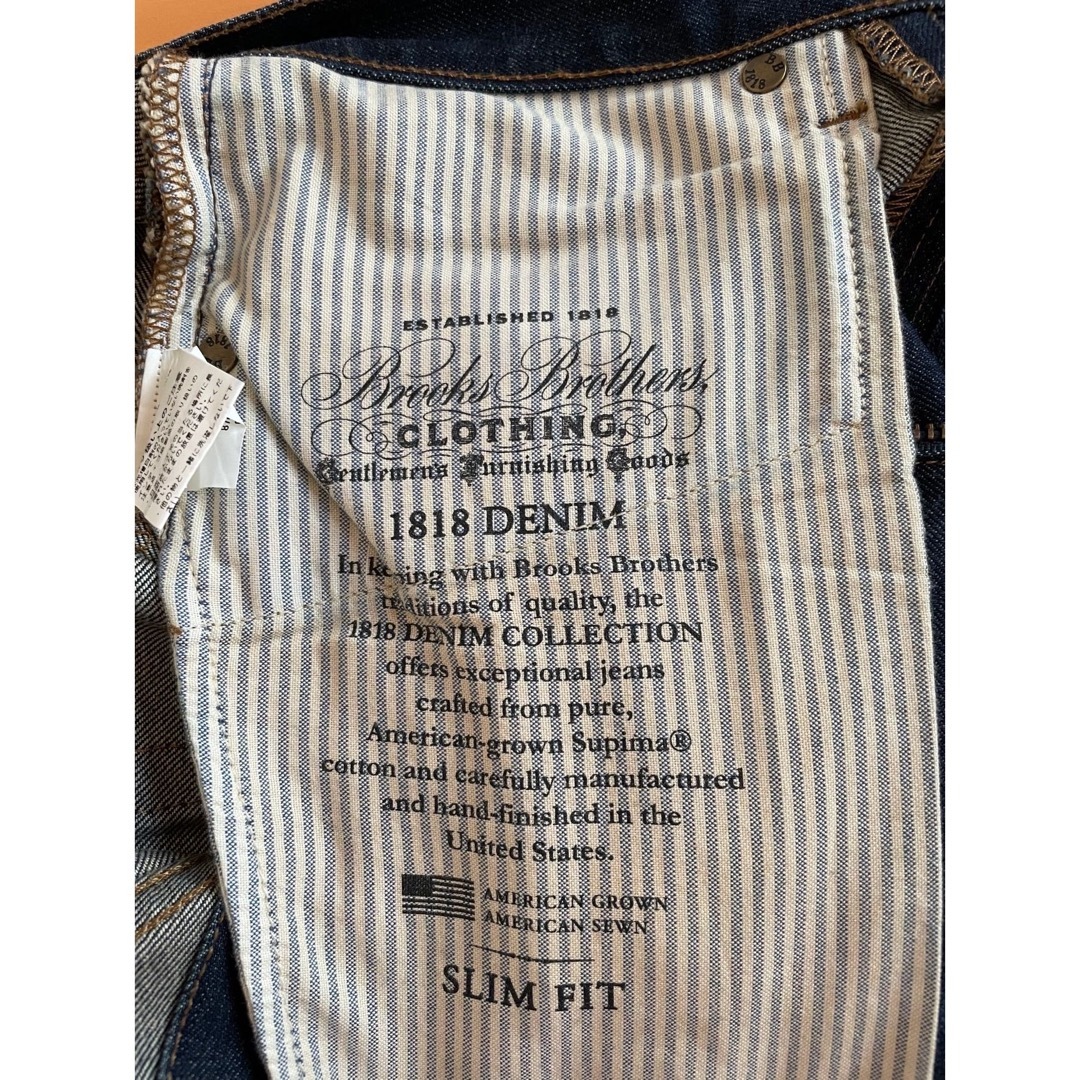 BB
1818
ESTABLISHED 1818
Brooks Brothers,
CLOTHING,
Gentlemen's Furnishing Goods
1818 DENIM
In keeping with Brooks Brothers
traditions of quality, the
1818 DENIM COLLECTION
offers exceptional jeans
crafted from pure,
American-grown Supima®
cotton and carefully manufactured
and hand-finished in the
United States.
AMERICAN GROWN
AMERICAN SEWN
SLIM FIT